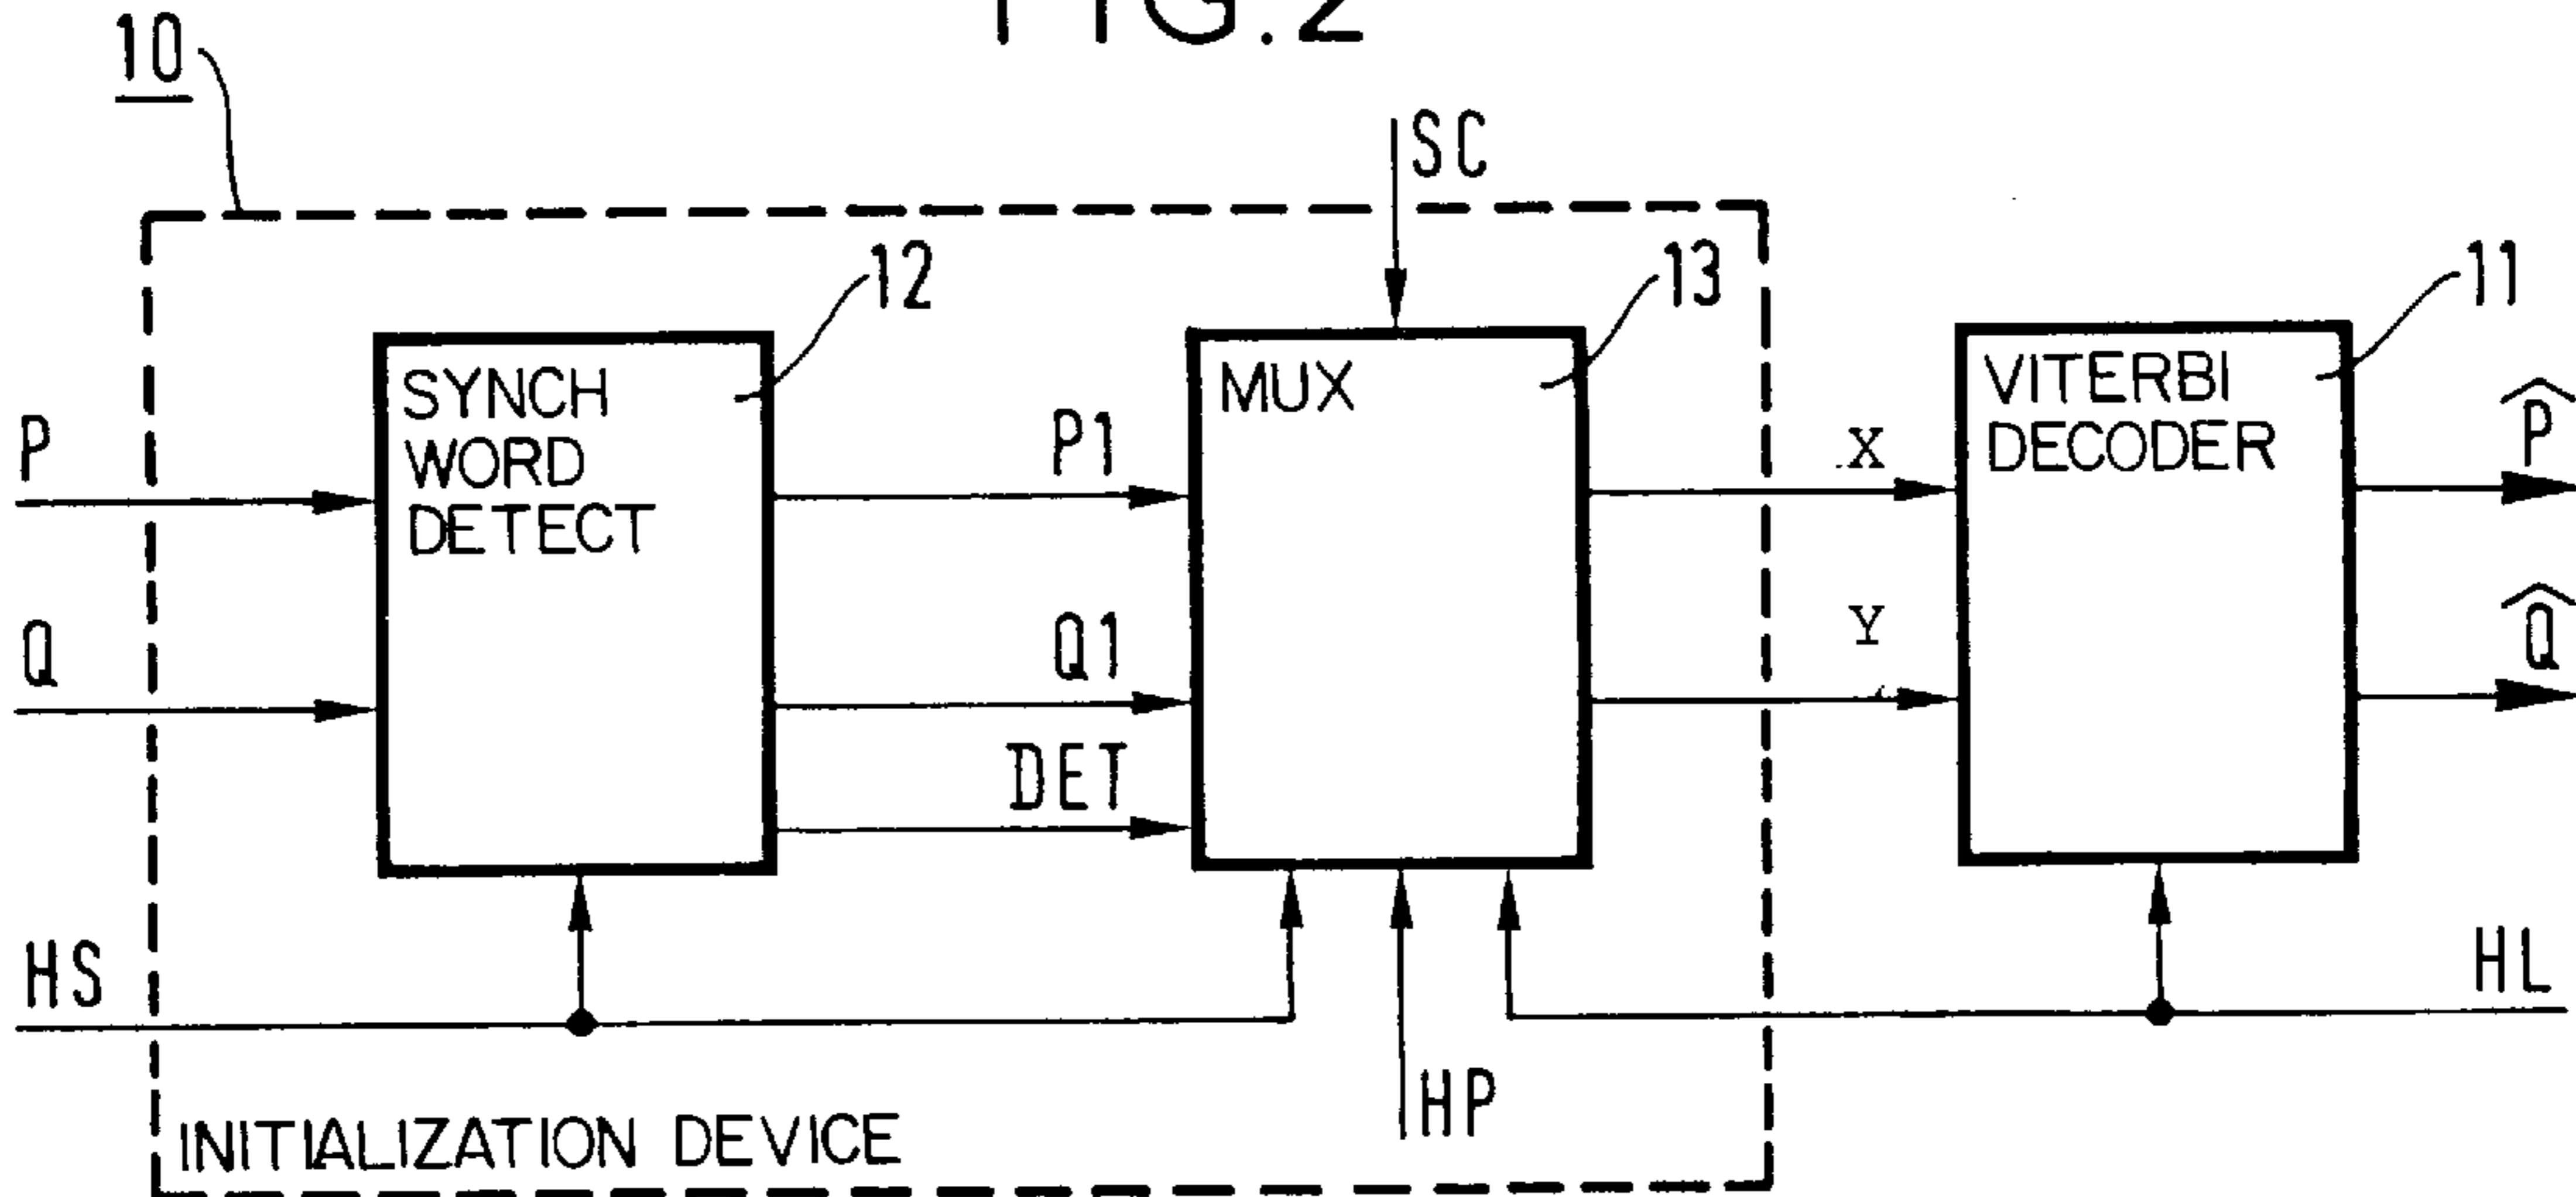 FIG.2
10
SC
12
13
11
SYNCH
WORD
DETECT
MUX
VITERBI
DECODER
P
P1
X
P̂
Q
Q1
Y
Q̂
DET
HS
HL
HP
INITIALIZATION DEVICE